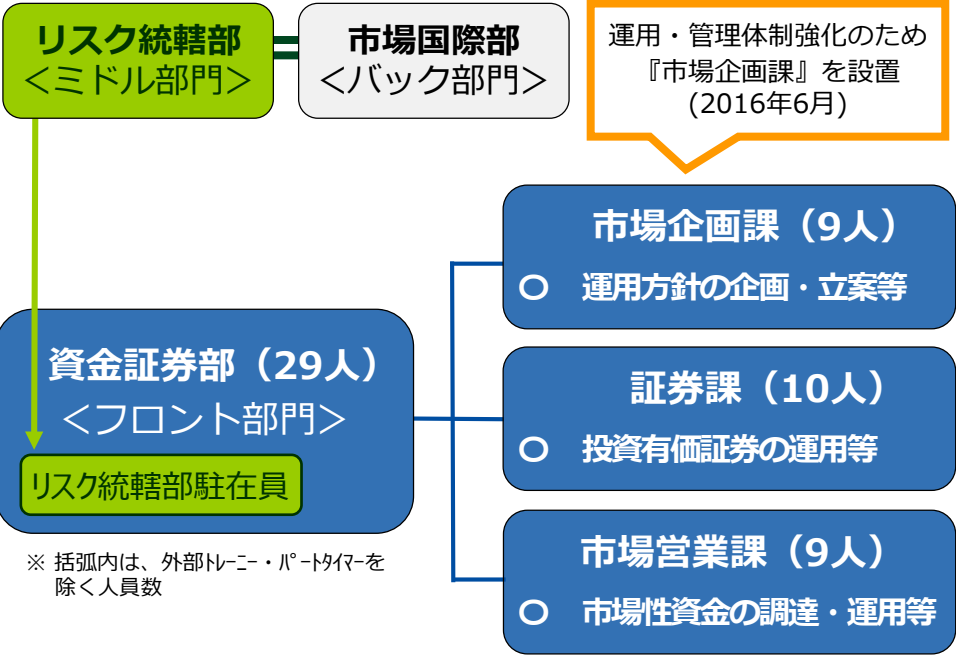 リスク統轄部
＜ミドル部門＞
市場国際部
＜バック部門＞
運用・管理体制強化のため
『市場企画課』を設置
(2016年6月)
市場企画課（9人）
○ 運用方針の企画・立案等
資金証券部（29人）
＜フロント部門＞
リスク統轄部駐在員
証券課（10人）
○ 投資有価証券の運用等
市場営業課（9人）
○ 市場性資金の調達・運用等
※ 括弧内は、外部ﾄﾚｰﾆｰ・ﾊﾟｰﾄﾀｲﾏｰを
除く人員数